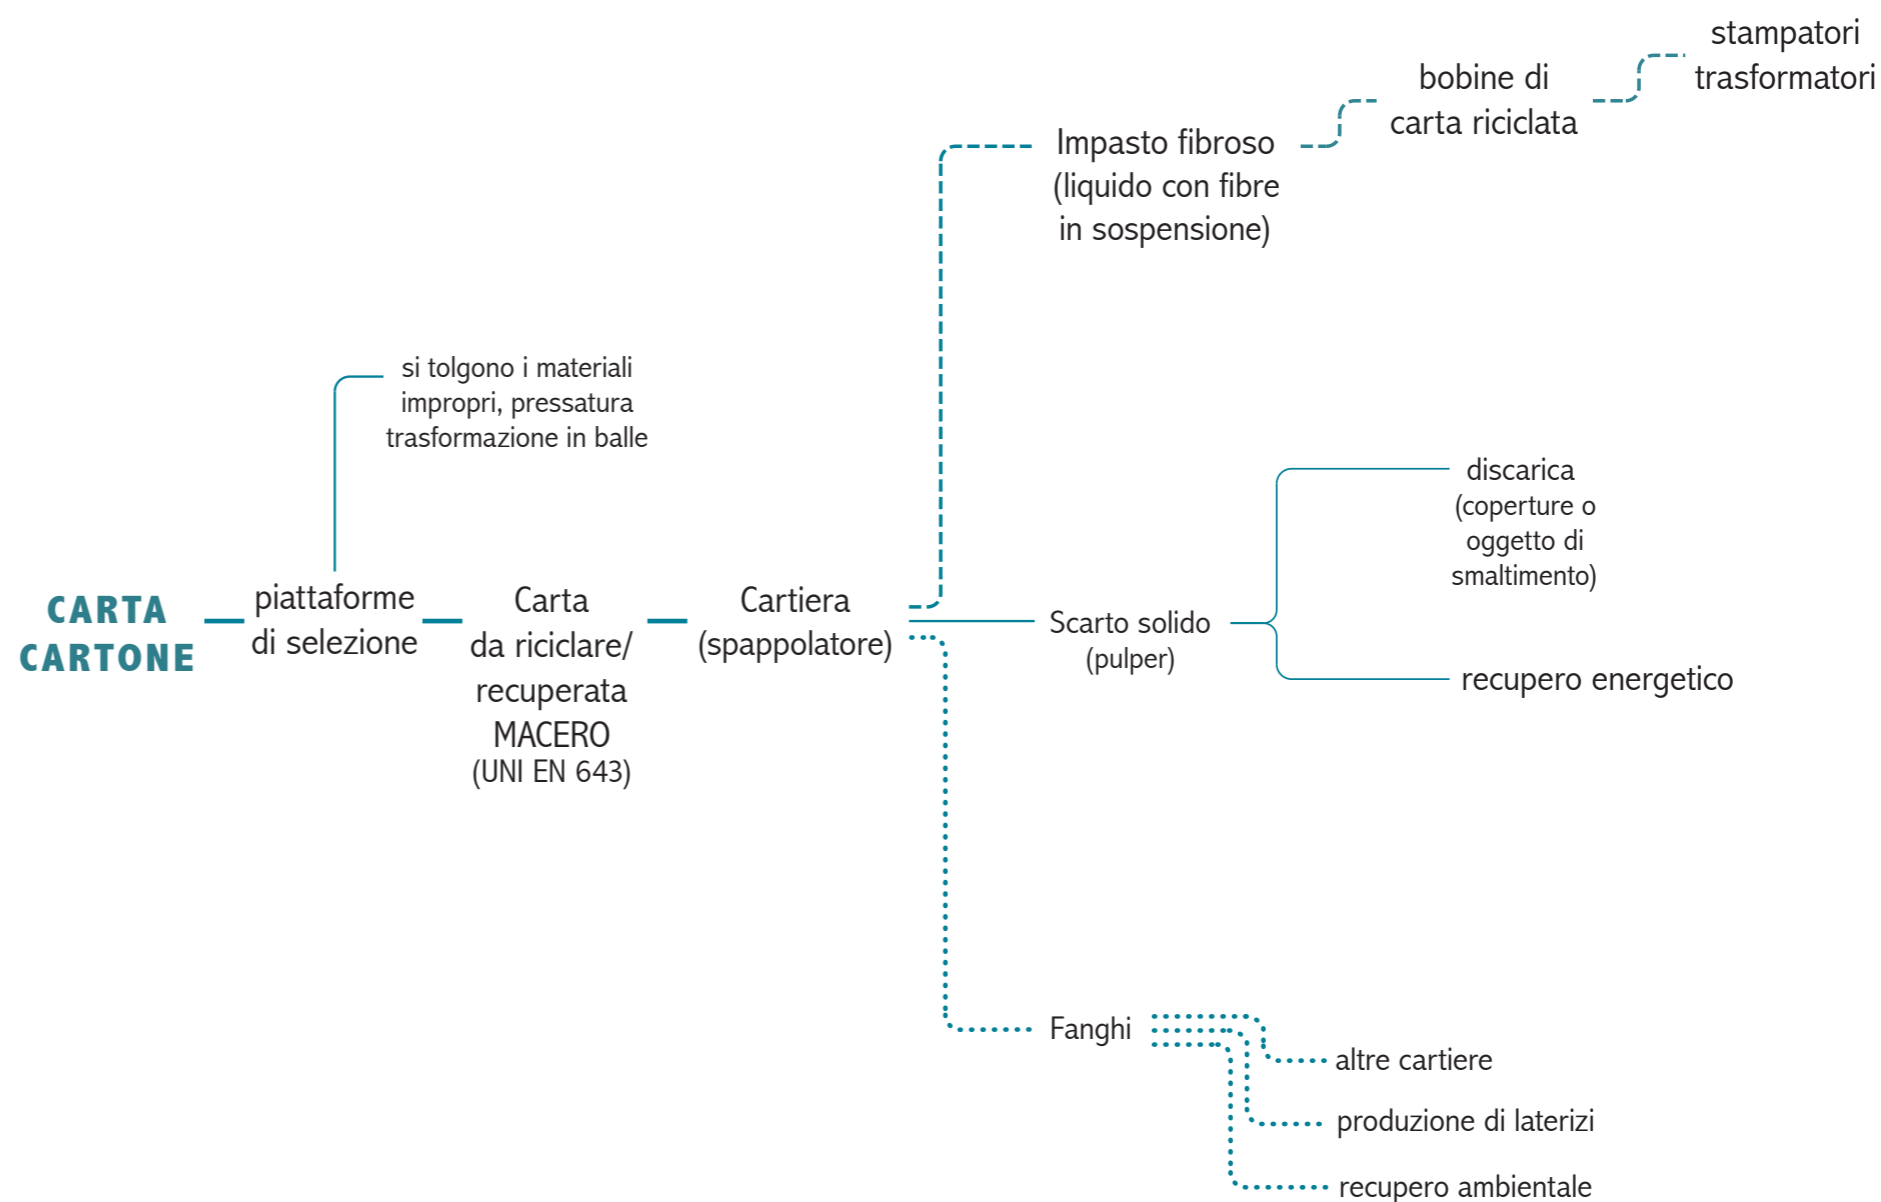 CARTA
CARTONE
piattaforme
di selezione
si tolgono i materiali
impropri, pressatura
trasformazione in balle
Carta
da riciclare/
recuperata
MACERO
(UNI EN 643)
Cartiera
(spappolatore)
Impasto fibroso
(liquido con fibre
in sospensione)
bobine di
carta riciclata
stampatori
trasformatori
Scarto solido
(pulper)
discarica
(coperture o
oggetto di
smaltimento)
recupero energetico
Fanghi
altre cartiere
produzione di laterizi
recupero ambientale